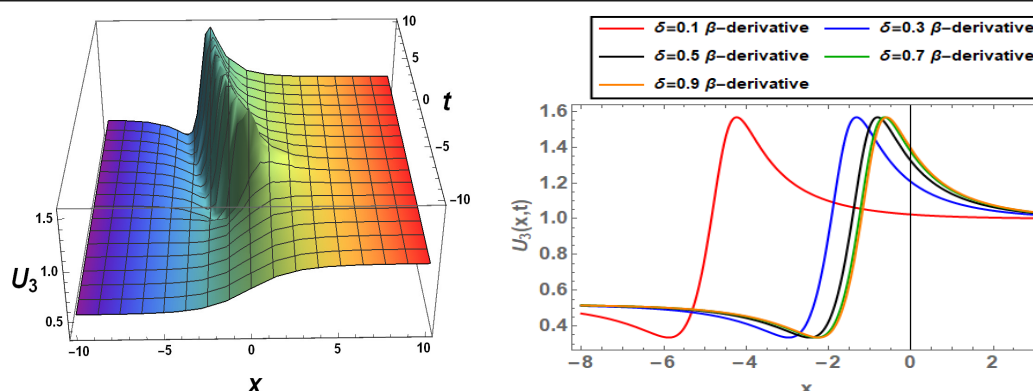 10
5
0
t
−5
−10
1.5
U3 1.0
0.5
−10 −5 0 5 10
x
δ=0.1 β−derivative δ=0.3 β−derivative
δ=0.5 β−derivative δ=0.7 β−derivative
δ=0.9 β−derivative
1.6
1.4
1.2
1.0
0.8
0.6
0.4
U3(x,t)
−8 −6 −4 −2 0 2
x